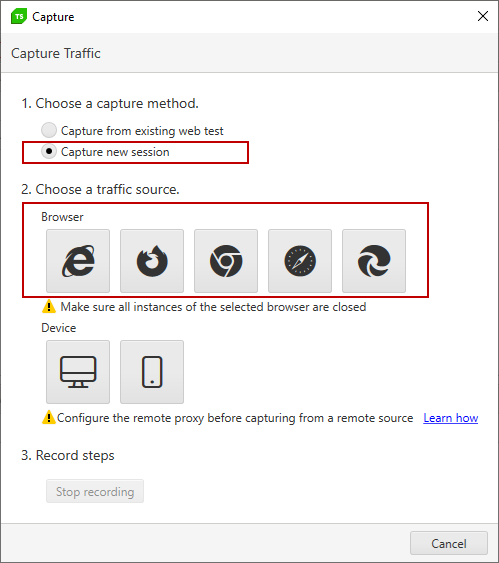 TS Capture
Capture Traffic
1. Choose a capture method.
Capture from existing web test
Capture new session
2. Choose a traffic source.
Browser
Make sure all instances of the selected browser are closed
Device
Configure the remote proxy before capturing from a remote source Learn how
3. Record steps
Stop recording
Cancel